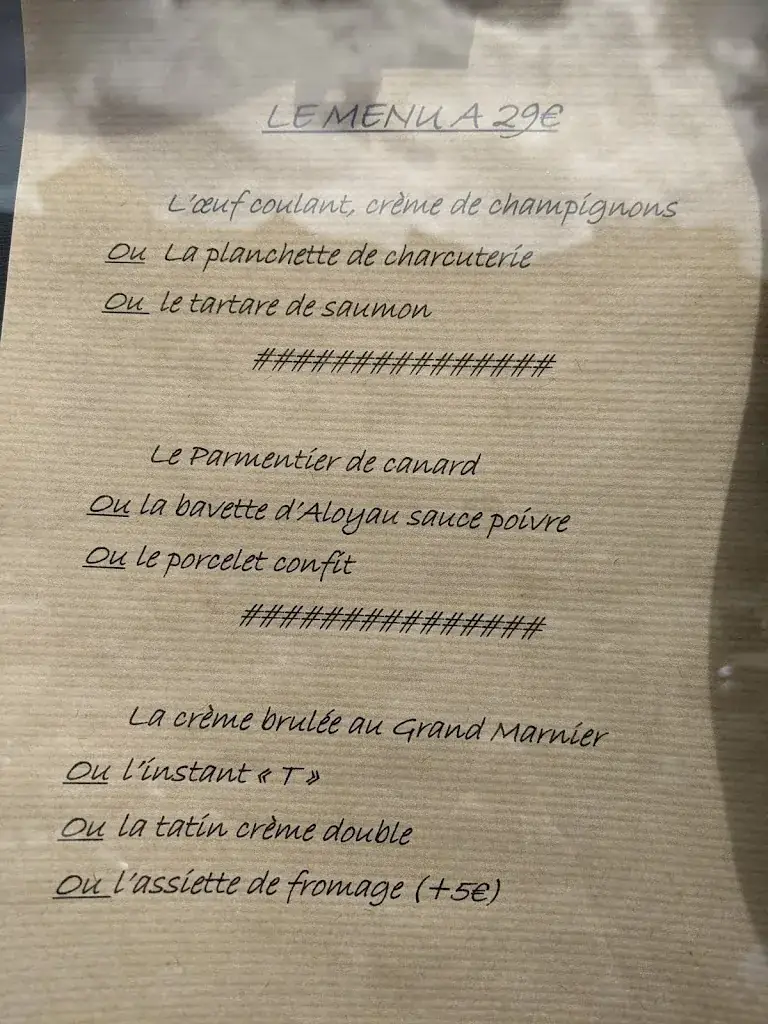 LE MENU A 29€
L'œuf coulant, crème de champignons
Ou La planchette de charcuterie
Ou le tartare de saumon
###############
Le Parmentier de canard
Ou la bavette d'Aloyau sauce poivre
Ou le porcelet confit
###############
La crème brulée au Grand Marnier
Ou l'instant « T »
Ou la tatin crème double
Ou l'assiette de fromage (+5€)